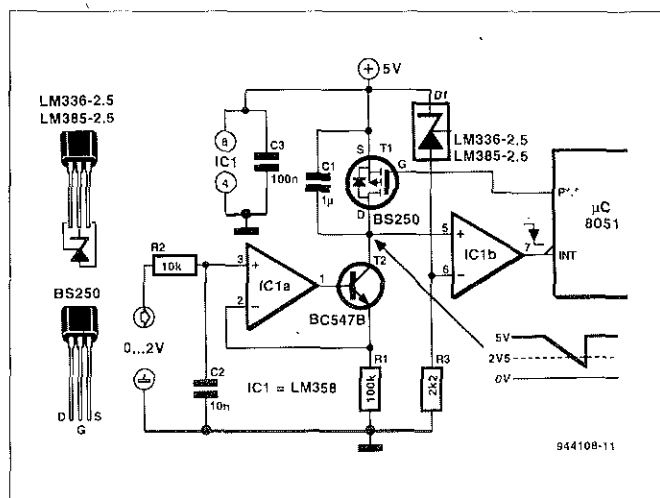 LM336-2.5
LM385-2.5
BS250
D S
G
R2
10k
0...2V
C2
10n
8
IC1
4
C3
100n
5V
C1
1μ
S
T1
G
D
BS250
D1
LM336-2.5
LM385-2.5
3
2
IC1a
1
T2
BC547B
IC1 = LM358
R1
100k
R3
2k2
5
6
IC1b
7
μC
8051
INT
5V
2V5
0V
944108-11